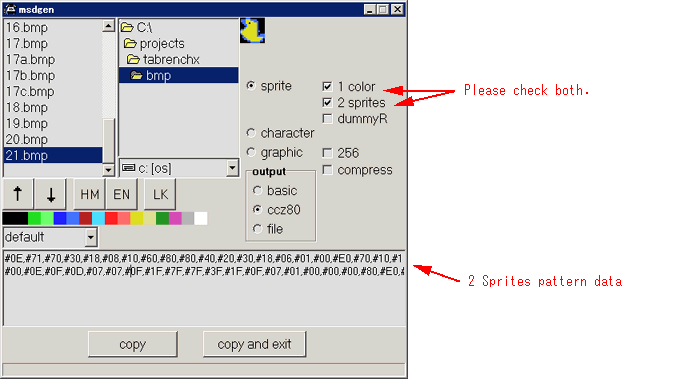 msdgen
16.bmp
17.bmp
17a.bmp
17b.bmp
17c.bmp
18.bmp
19.bmp
20.bmp
21.bmp
C:\
projects
tabrenchx
bmp
c: [os]
sprite
1 color
2 sprites
dummyR
character
graphic
256
compress
output
basic
ccz80
file
HM
EN
LK
default
#0E,#71,#70,#30,#18,#08,#10,#60,#80,#80,#40,#20,#30,#18,#06,#01,#00,#E0,#70,#10,#1
#00,#0E,#0F,#0D,#07,#07,#0F,#1F,#7F,#7F,#3F,#1F,#0F,#07,#01,#00,#00,#00,#80,#E0,#
copy
copy and exit
Please check both.
2 Sprites pattern data